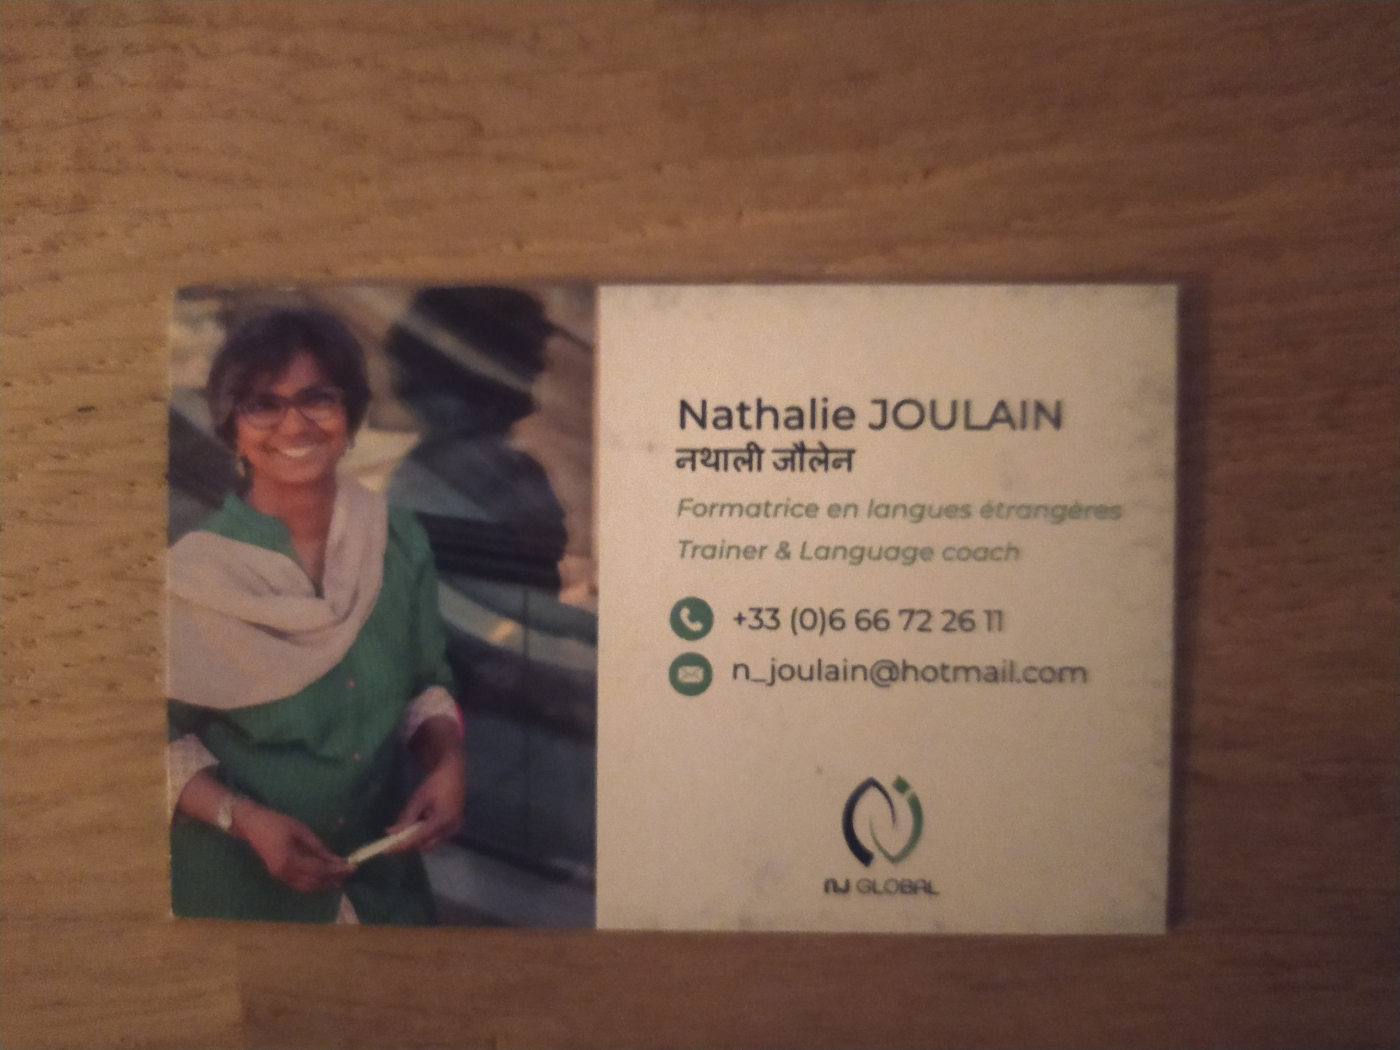 Nathalie JOULAIN
नथाली जौलेन
Formatrice en langues étrangères
Trainer & Language coach
+33 (0)6 66 72 26 11
n_joulain@hotmail.com
NJ GLOBAL